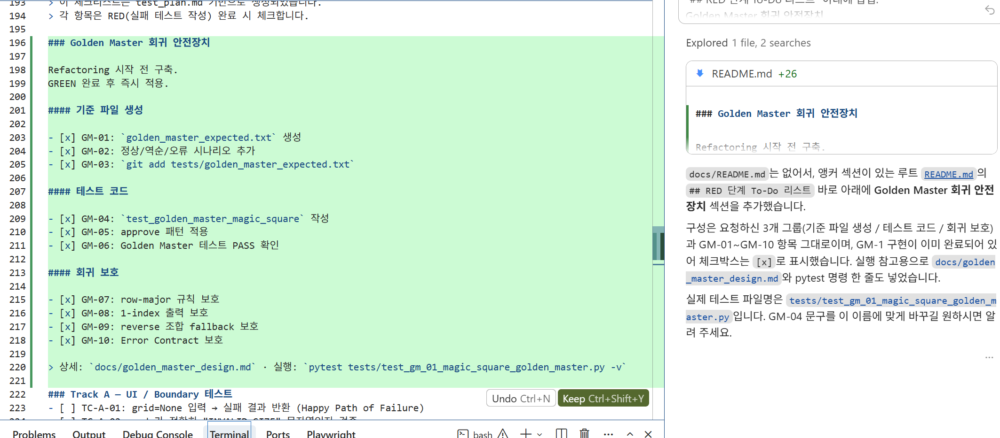 193 > 이 체크리스트는 test_plan.md 기반으로 생성되었습니다.
194 > 각 항목은 RED(실패 테스트 작성) 완료 시 체크합니다.
195
196 ### Golden Master 회귀 안전장치
197
198 Refactoring 시작 전 구축.
199 GREEN 완료 후 즉시 적용.
200
201 #### 기준 파일 생성
202
203 - [x] GM-01: `golden_master_expected.txt` 생성
204 - [x] GM-02: 정상/역순/오류 시나리오 추가
205 - [x] GM-03: `git add tests/golden_master_expected.txt`
206
207 #### 테스트 코드
208
209 - [x] GM-04: `test_golden_master_magic_square` 작성
210 - [x] GM-05: approve 패턴 적용
211 - [x] GM-06: Golden Master 테스트 PASS 확인
212
213 #### 회귀 보호
214
215 - [x] GM-07: row-major 규칙 보호
216 - [x] GM-08: 1-index 출력 보호
217 - [x] GM-09: reverse 조합 fallback 보호
218 - [x] GM-10: Error Contract 보호
219
220 > 상세: `docs/golden_master_design.md` · 실행: `pytest tests/test_gm_01_magic_square_golden_master.py -v`
221
222 ### Track A — UI / Boundary 테스트
223 - [ ] TC-A-01: grid=None 입력 → 실패 결과 반환 (Happy Path of Failure)
Undo Ctrl+N
Keep Ctrl+Shift+Y
Problems Output Debug Console Terminal Ports Playwright
bash
## RED 단계 To-Do 리스트 아래에 삽입.
Golden Master 회귀 안전장치
Explored 1 file, 2 searches
README.md +26
### Golden Master 회귀 안전장치
Refactoring 시작 전 구축.
docs/README.md는 없어서, 앵커 섹션이 있는 루트 README.md의
## RED 단계 To-Do 리스트 바로 아래에 Golden Master 회귀 안전
장치 섹션을 추가했습니다.
구성은 요청하신 3개 그룹(기준 파일 생성 / 테스트 코드 / 회귀 보호)
과 GM-01~GM-10 항목 그대로이며, GM-1 구현이 이미 완료되어 있
어 체크박스는 [x]로 표시했습니다. 실행 참고용으로 docs/golden
_master_design.md와 pytest 명령 한 줄도 넣었습니다.
실제 테스트 파일명은 tests/test_gm_01_magic_square_golden_m
aster.py입니다. GM-04 문구를 이 이름에 맞게 바꾸길 원하시면 알
려 주세요.